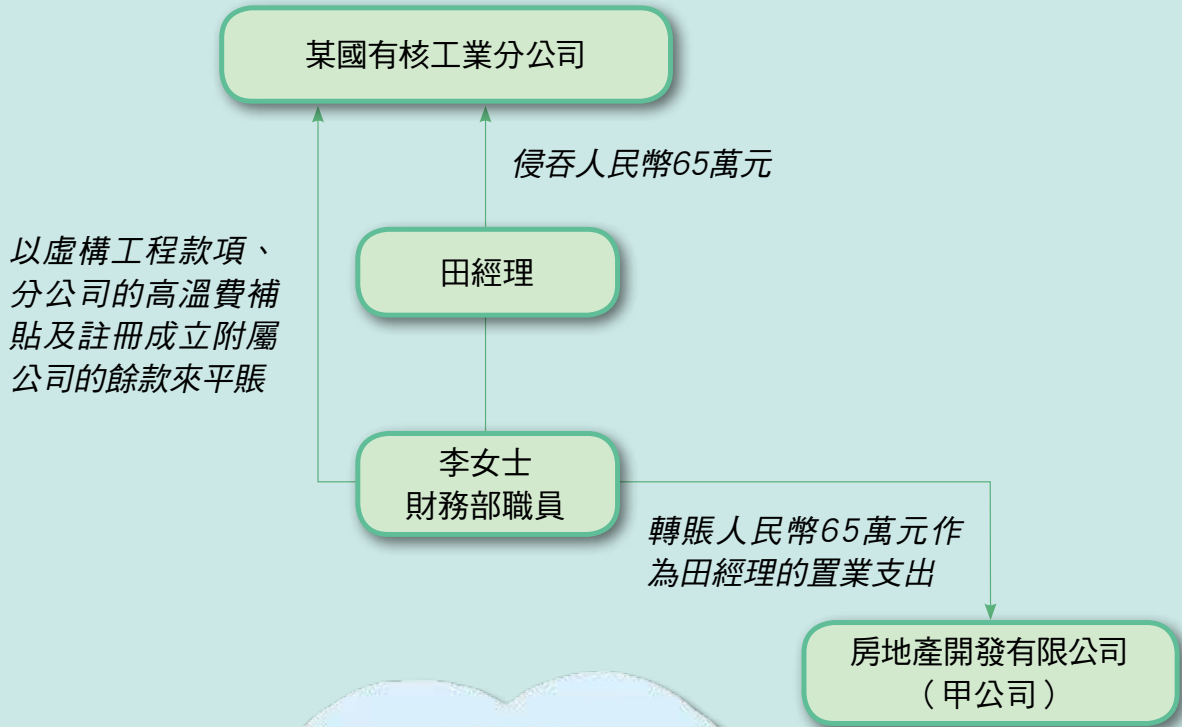 某國有核工業分公司
侵吞人民幣65萬元
以虛構工程款項、
分公司的高溫費補
貼及註冊成立附屬
公司的餘款來平賬
田經理
李女士
財務部職員
轉賬人民幣65萬元作
為田經理的置業支出
房地產開發有限公司
（甲公司）